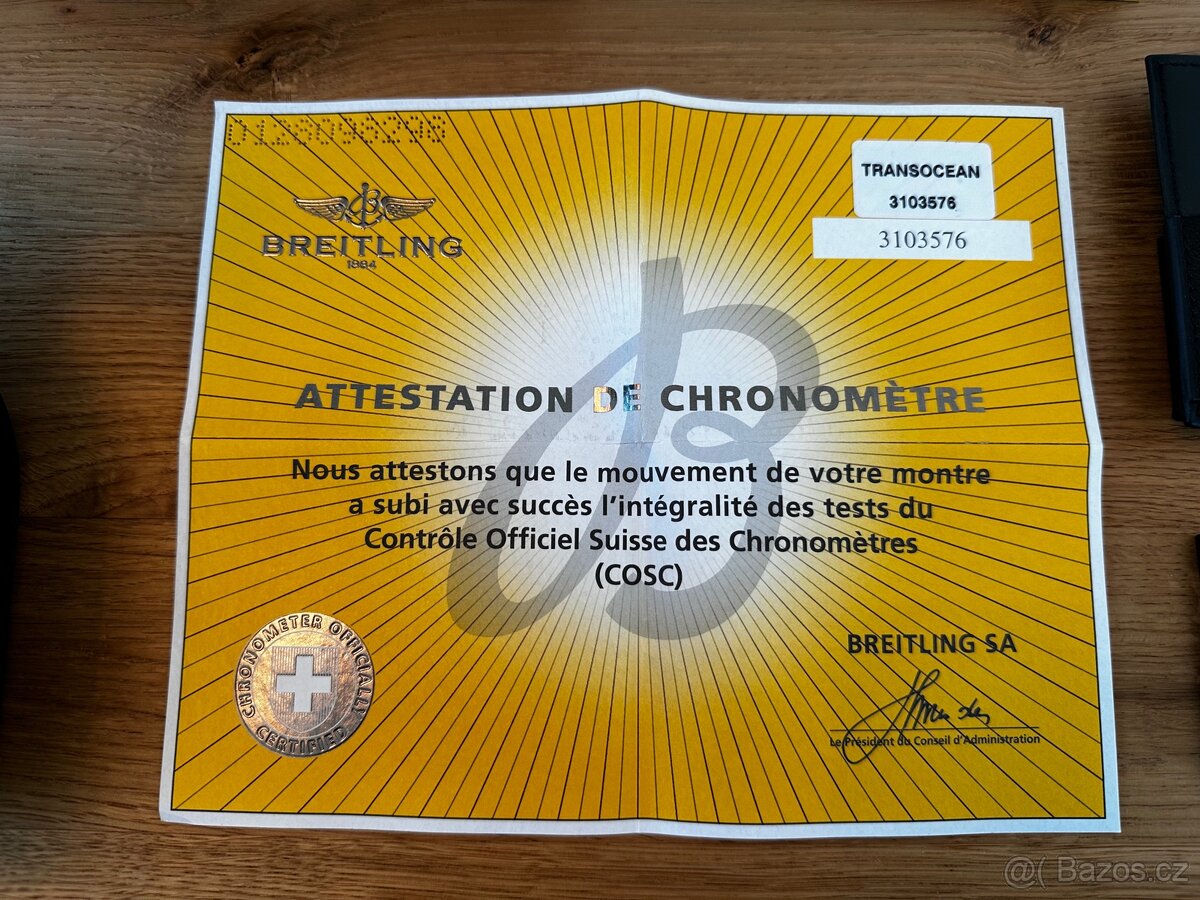 0128096298
TRANSOCEAN
3103576
3103576
BREITLING
1884
ATTESTATION DE CHRONOMÈTRE
Nous attestons que le mouvement de votre montre
a subi avec succès l'intégralité des tests du
Contrôle Officiel Suisse des Chronomètres
(COSC)
CHRONOMETER OFFICIALLY
CERTIFIED
BREITLING SA
Le Président du Conseil d'Administration
@( Bazos.cz